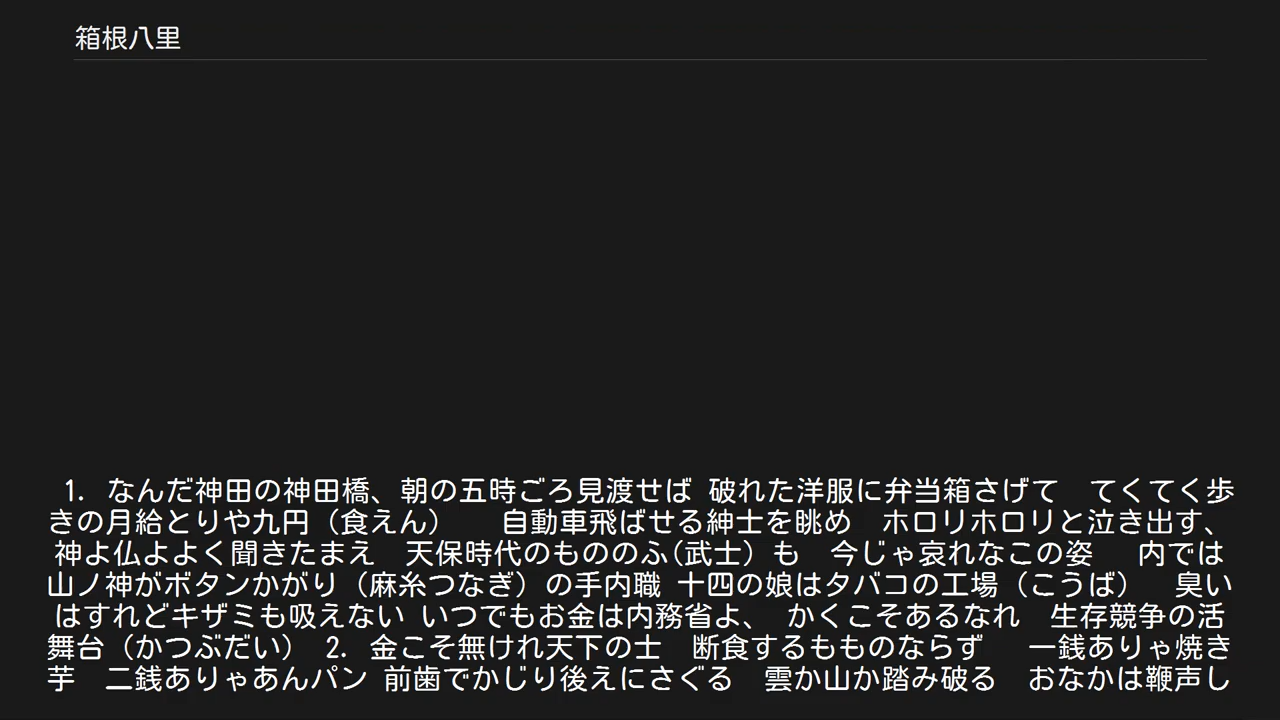 箱根八里
1. なんだ神田の神田橋、朝の五時ごろ見渡せば 破れた洋服に弁当箱さげて　てくてく歩
きの月給とりや九円（食えん）　　自動車飛ばせる紳士を眺め　ホロリホロリと泣き出す、
神よ仏よよく聞きたまえ　天保時代のもののふ(武士）も　今じゃ哀れなこの姿　 内では
山ノ神がボタンかがり（麻糸つなぎ）の手内職 十四の娘はタバコの工場（こうば）　 臭い
はすれどキザミも吸えない いつでもお金は内務省よ、 かくこそあるなれ　生存競争の活
舞台（かつぶだい） 2. 金こそ無けれ天下の士　断食するもものならず　 一銭ありゃ焼き
芋　二銭ありゃあんパン 前歯でかじり後えにさぐる　雲か山か踏み破る　おなかは鞭声し